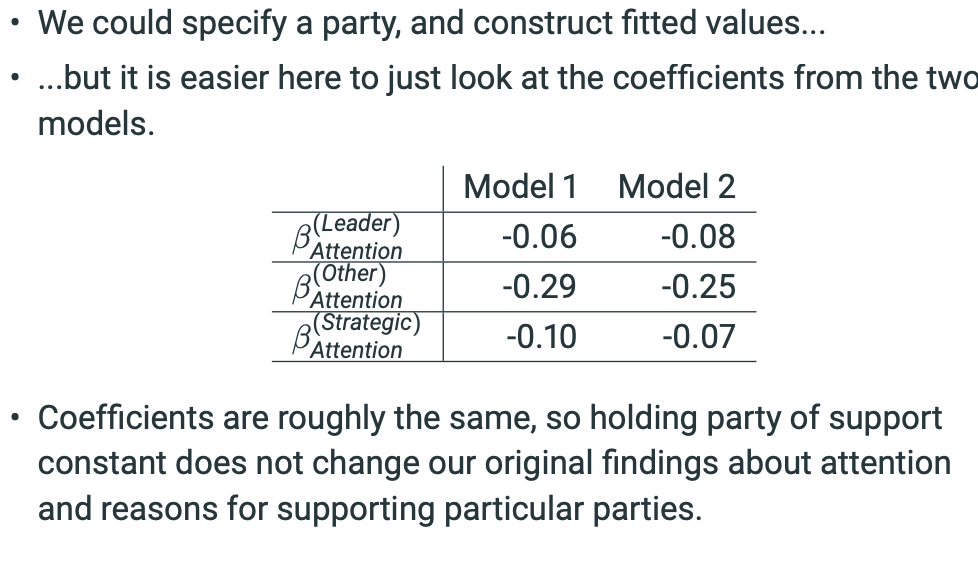 • We could specify a party, and construct fitted values...
• ...but it is easier here to just look at the coefficients from the two
models.
Model 1 Model 2
β(Leader)Attention -0.06 -0.08
β(Other)Attention -0.29 -0.25
β(Strategic)Attention -0.10 -0.07
• Coefficients are roughly the same, so holding party of support
constant does not change our original findings about attention
and reasons for supporting particular parties.